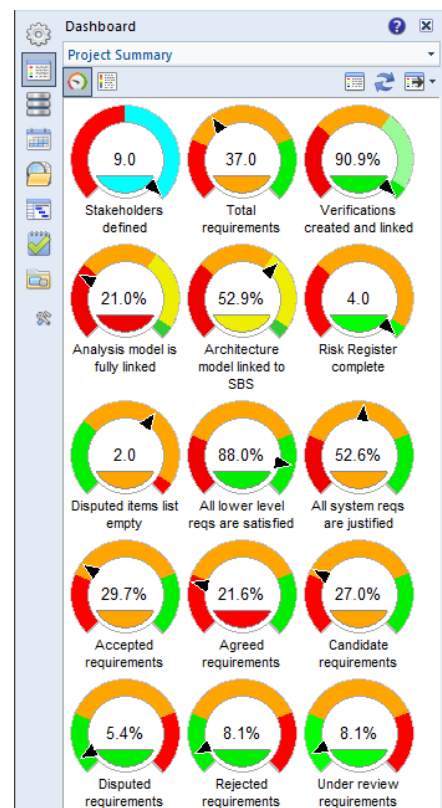 Dashboard
Project Summary
9.0
37.0
90.9%
Stakeholders
defined
Total
requirements
Verifications
created and linked
21.0%
52.9%
4.0
Analysis model is
fully linked
Architecture
model linked to
SBS
Risk Register
complete
2.0
88.0%
52.6%
Disputed items list
empty
All lower level
reqs are satisfied
All system reqs
are justified
29.7%
21.6%
27.0%
Accepted
requirements
Agreed
requirements
Candidate
requirements
5.4%
8.1%
8.1%
Disputed
requirements
Rejected
requirements
Under review
requirements